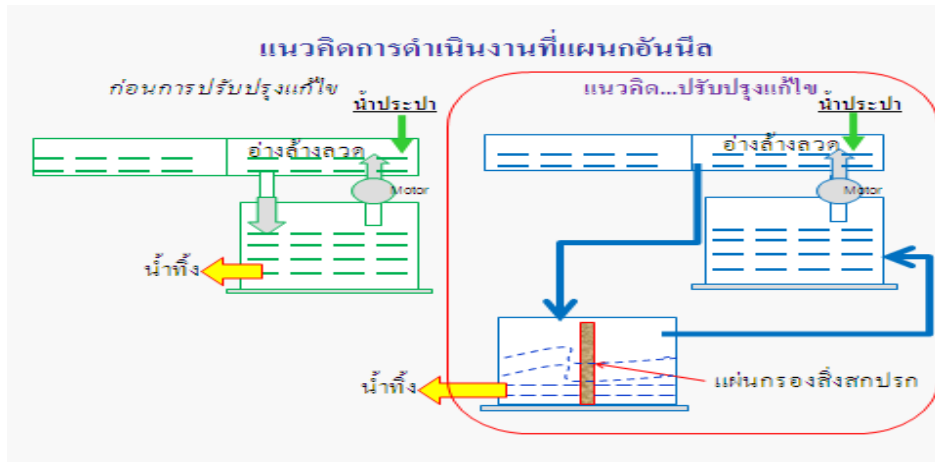 แนวคิดการดำเนินงานที่แผนกอันนีล
ก่อนการปรับปรุงแก้ไข
น้ำประปา
อ่างล้างลวด
Motor
น้ำทิ้ง
แนวคิด...ปรับปรุงแก้ไข
น้ำประปา
อ่างล้างลวด
Motor
น้ำทิ้ง
แผ่นกรองสิ่งสกปรก